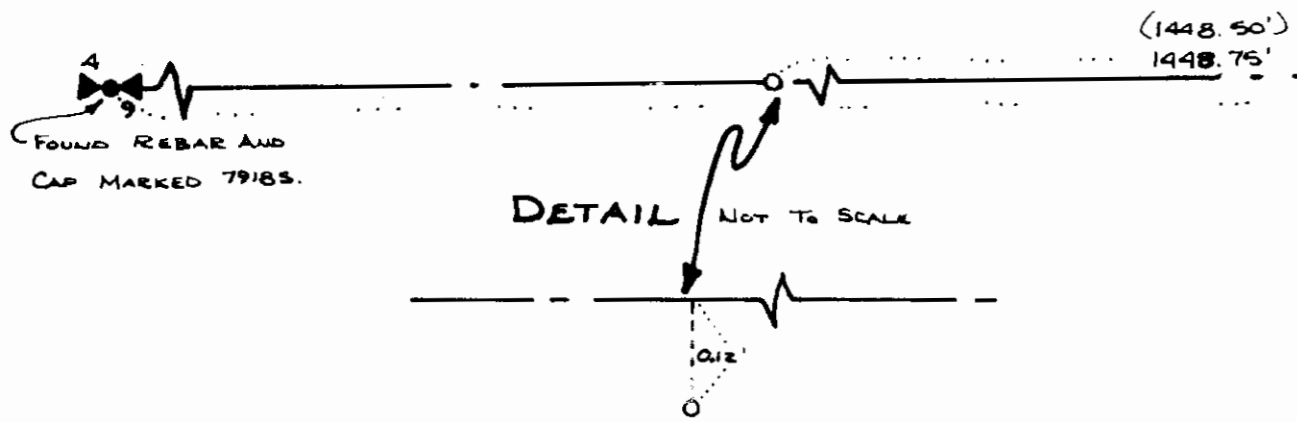 (1448.50')
1448.75'
4
9
FOUND REBAR AND
CAP MARKED 7918S.
DETAIL NOT TO SCALE
0.12'